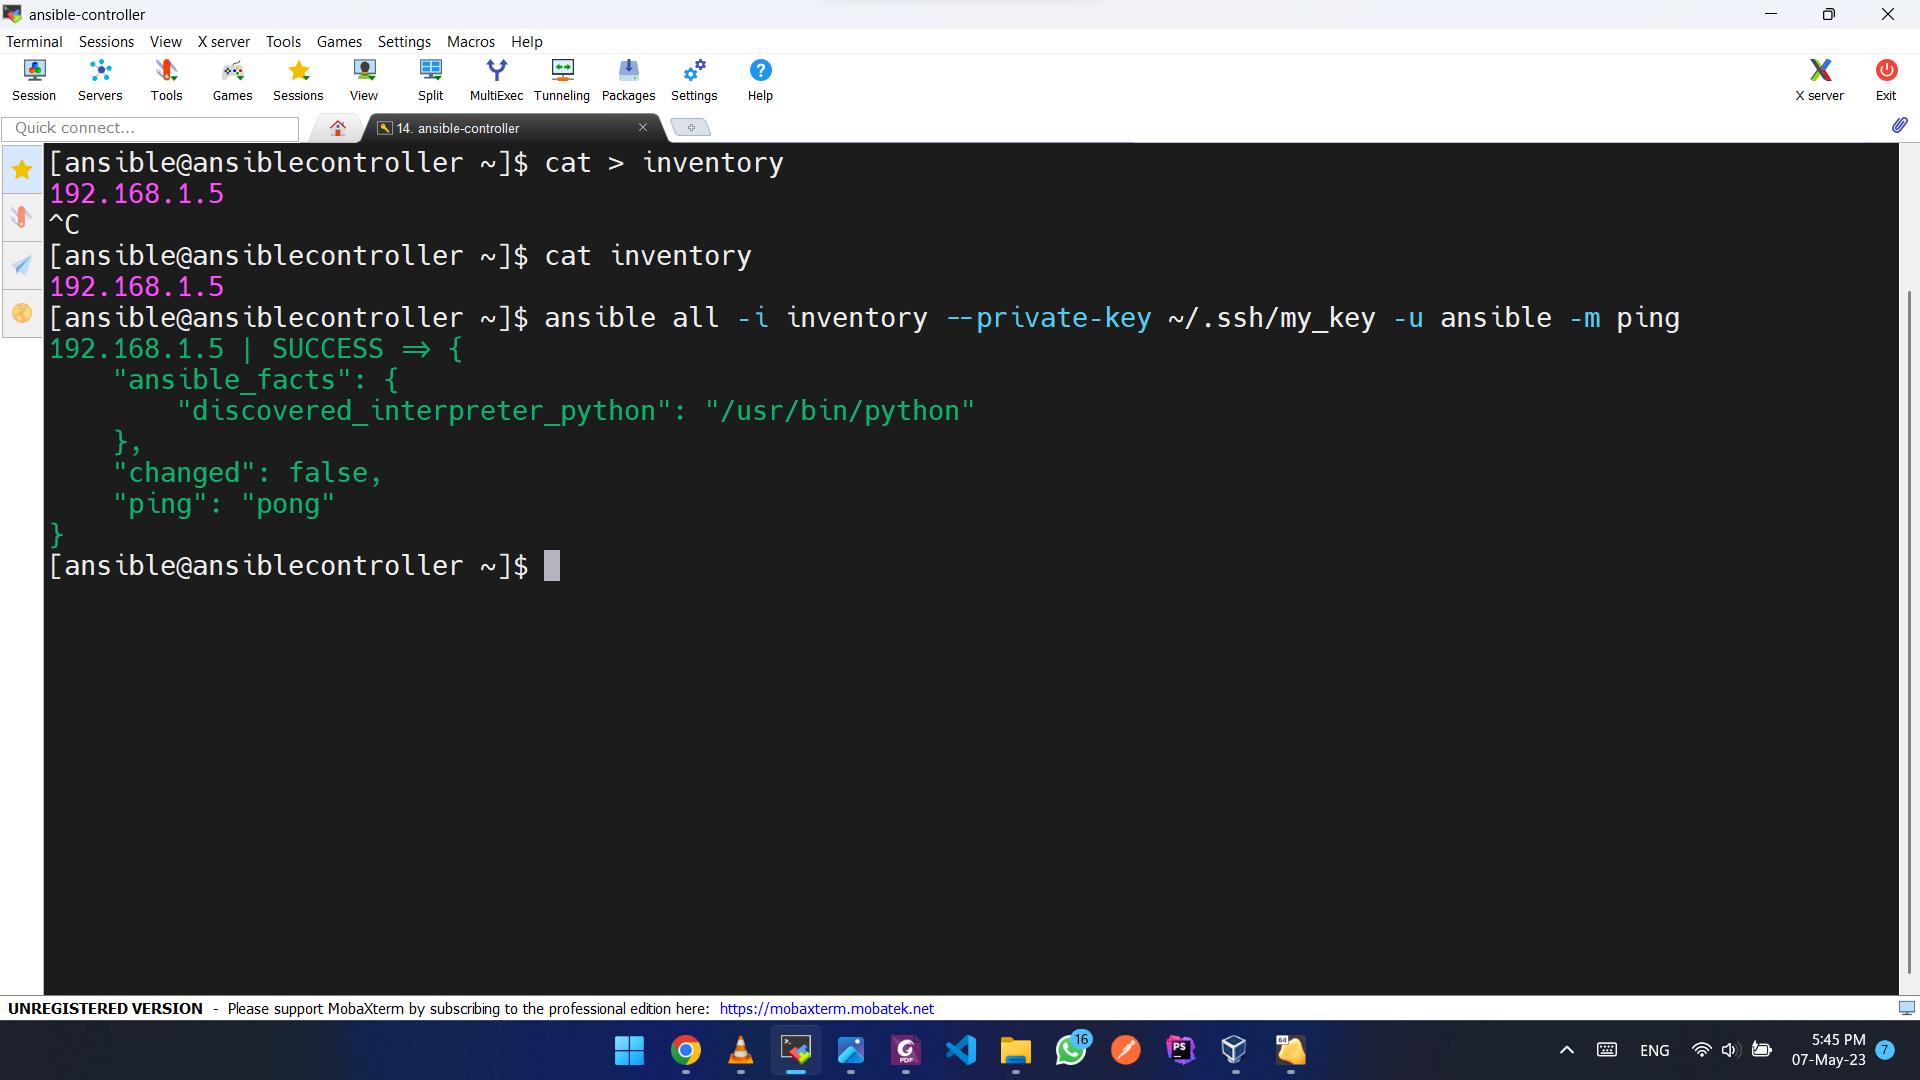 ansible-controller
Terminal Sessions View X server Tools Games Settings Macros Help
Session Servers Tools Games Sessions View Split MultiExec Tunneling Packages Settings Help X server Exit
Quick connect...
14. ansible-controller
[ansible@ansiblecontroller ~]$ cat > inventory
192.168.1.5
^C
[ansible@ansiblecontroller ~]$ cat inventory
192.168.1.5
[ansible@ansiblecontroller ~]$ ansible all -i inventory --private-key ~/.ssh/my_key -u ansible -m ping
192.168.1.5 | SUCCESS => {
    "ansible_facts": {
        "discovered_interpreter_python": "/usr/bin/python"
    },
    "changed": false,
    "ping": "pong"
}
[ansible@ansiblecontroller ~]$
UNREGISTERED VERSION - Please support MobaXterm by subscribing to the professional edition here: https://mobaxterm.mobatek.net
PDF
16
PS
64
ENG
5:45 PM
07-May-23
7